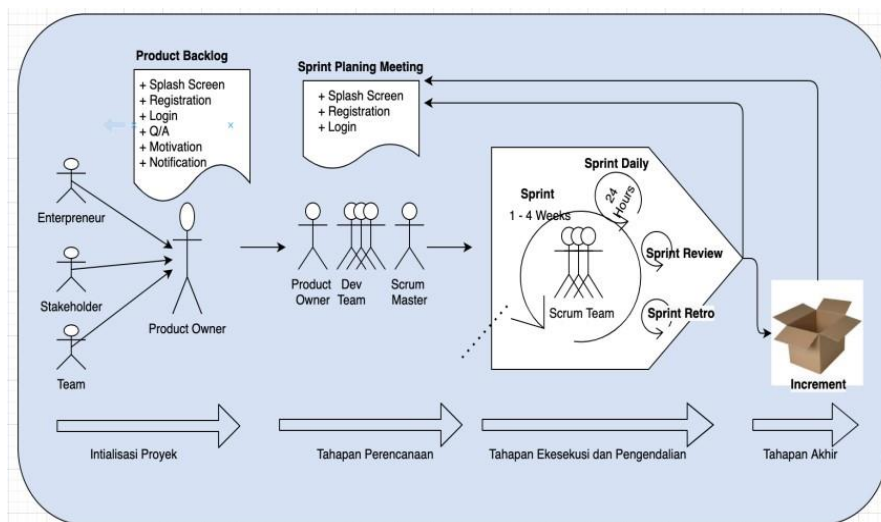 Product Backlog
+ Splash Screen
+ Registration
+ Login
+ Q/A
+ Motivation
+ Notification
Sprint Planing Meeting
+ Splash Screen
+ Registration
+ Login
Enterpreneur
Stakeholder
Team
Product Owner
Product
Owner
Dev
Team
Scrum
Master
Sprint
1 - 4 Weeks
Sprint Daily
24
Hours
Scrum Team
Sprint Review
Sprint Retro
Increment
Intialisasi Proyek
Tahapan Perencanaan
Tahapan Ekesekusi dan Pengendalian
Tahapan Akhir